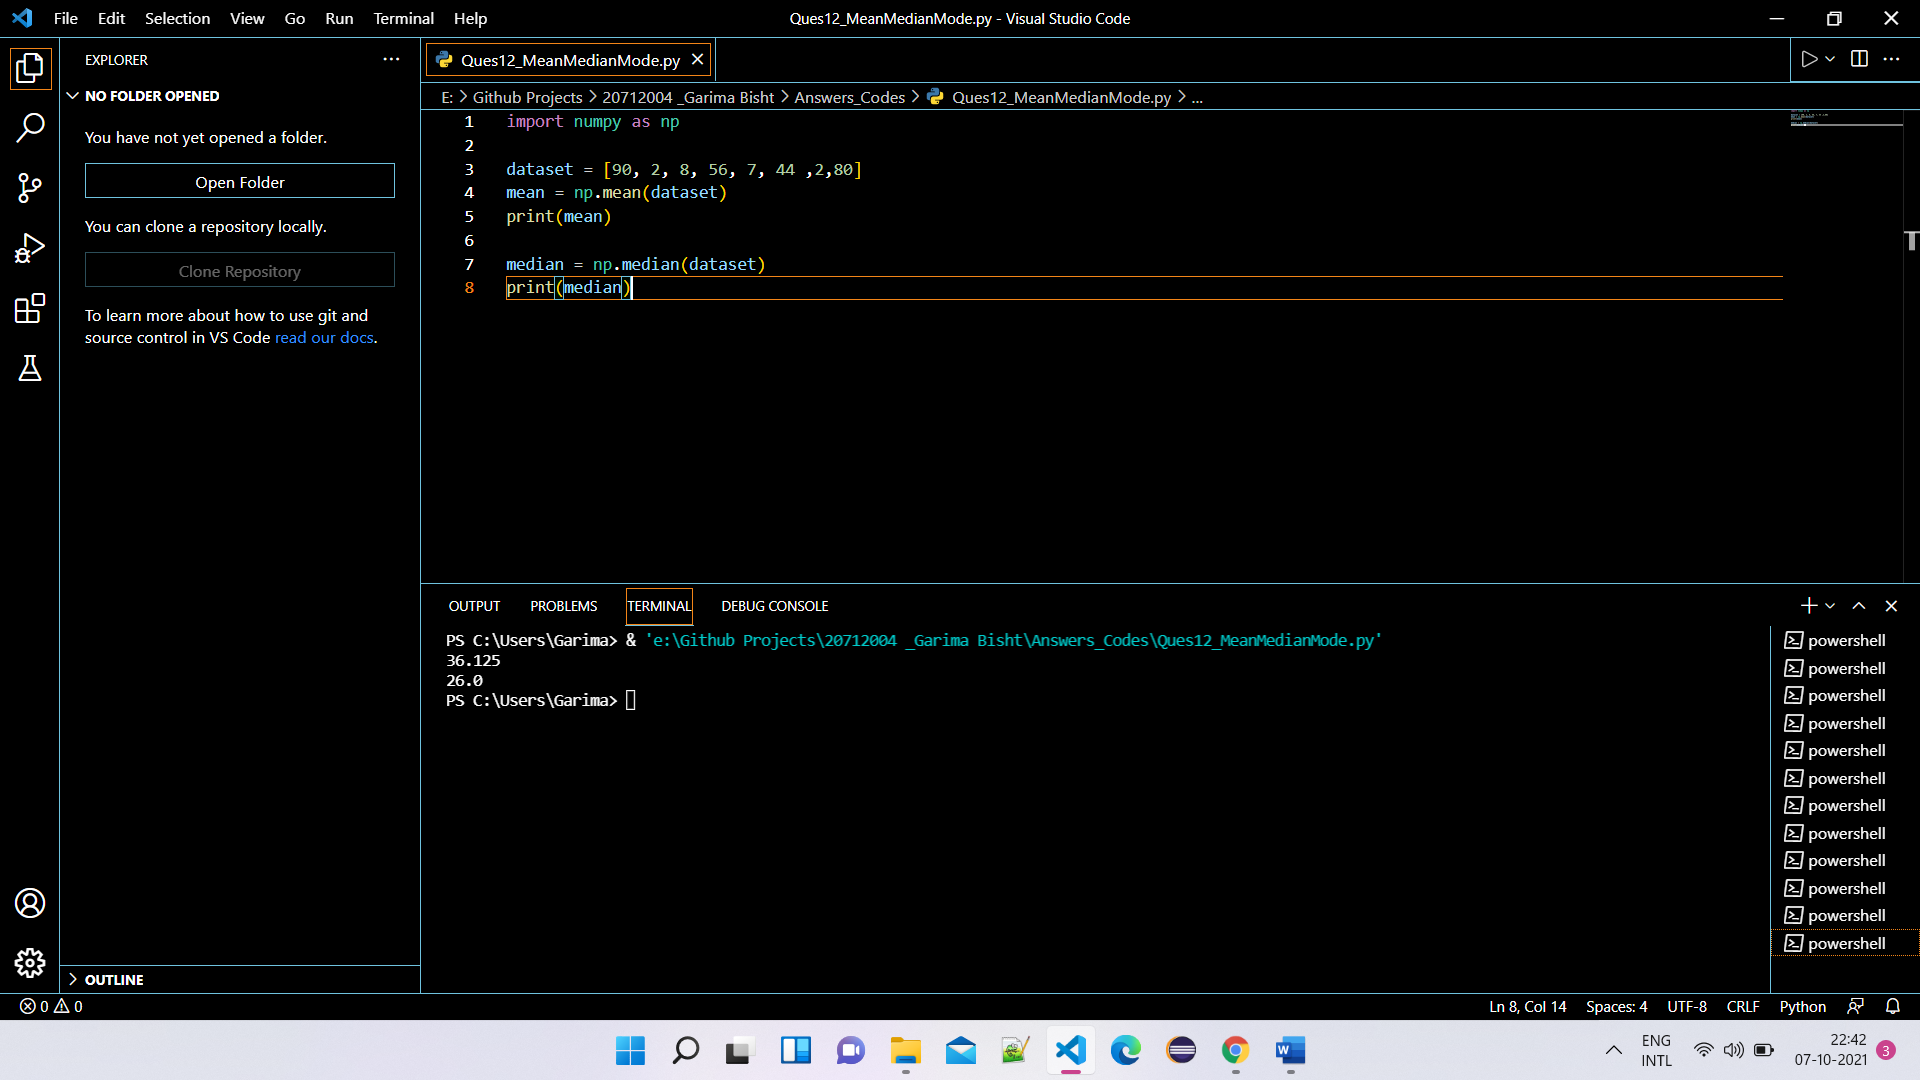 File Edit Selection View Go Run Terminal Help
Ques12_MeanMedianMode.py - Visual Studio Code
EXPLORER
NO FOLDER OPENED
You have not yet opened a folder.
Open Folder
You can clone a repository locally.
Clone Repository
To learn more about how to use git and
source control in VS Code read our docs.
OUTLINE
Ques12_MeanMedianMode.py
E: > Github Projects > 20712004 _Garima Bisht > Answers_Codes > Ques12_MeanMedianMode.py > ...
1 import numpy as np
2
3 dataset = [90, 2, 8, 56, 7, 44 ,2,80]
4 mean = np.mean(dataset)
5 print(mean)
6
7 median = np.median(dataset)
8 print(median)
OUTPUT PROBLEMS TERMINAL DEBUG CONSOLE
PS C:\Users\Garima> & 'e:\Github Projects\20712004 _Garima Bisht\Answers_Codes\Ques12_MeanMedianMode.py'
36.125
26.0
PS C:\Users\Garima>
powershell
powershell
powershell
powershell
powershell
powershell
powershell
powershell
powershell
powershell
powershell
powershell
0 0
Ln 8, Col 14 Spaces: 4 UTF-8 CRLF Python
ENG
INTL
22:42
07-10-2021
3